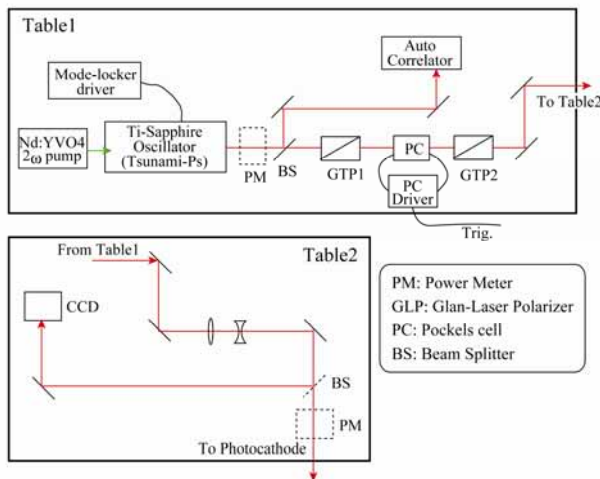 Table1
Auto
Correlator
Mode-locker
driver
To Table2
Nd:YVO4
2ω pump
Ti-Sapphire
Oscillator
(Tsunami-Ps)
PM
BS
GTP1
PC
GTP2
PC
Driver
Trig.
Table2
From Table1
CCD
BS
PM
To Photocathode
PM: Power Meter
GLP: Glan-Laser Polarizer
PC: Pockels cell
BS: Beam Splitter